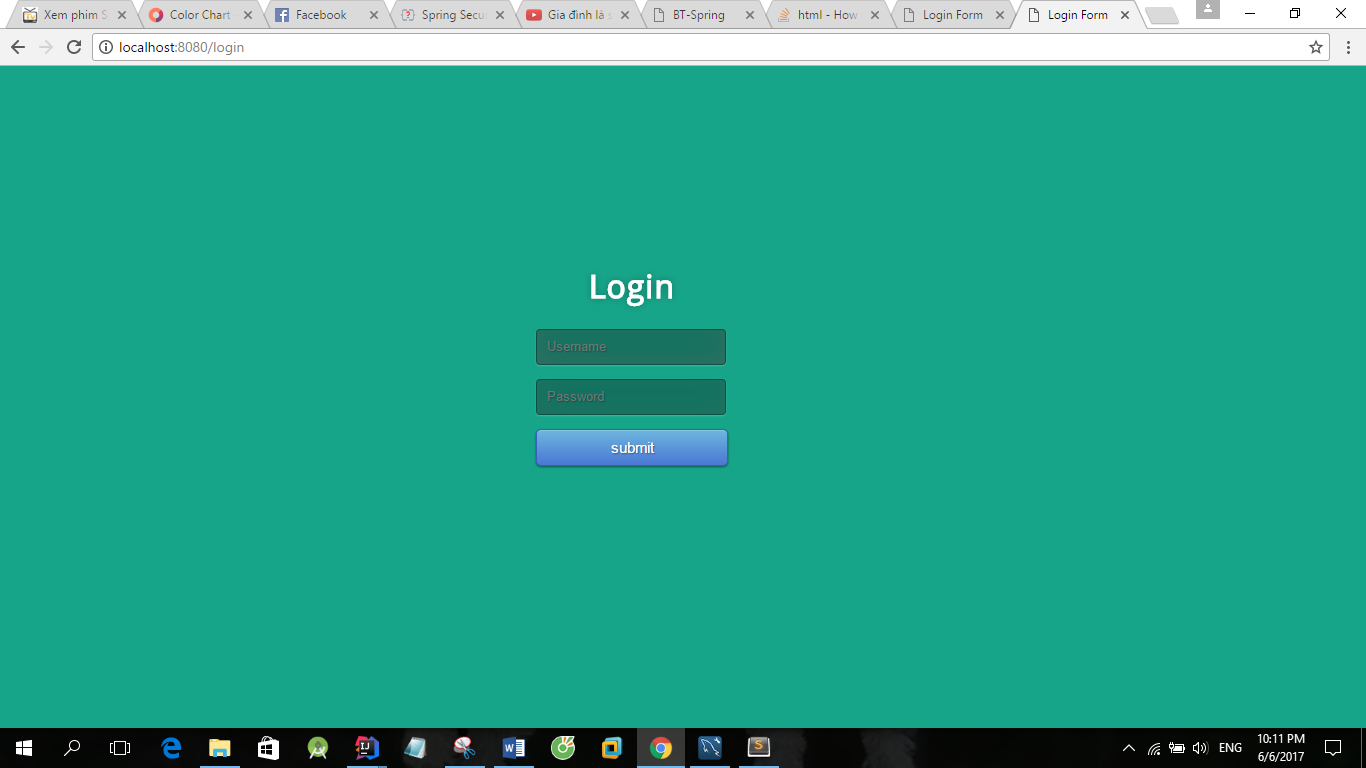 Xem phim S
Color Chart
Facebook
Spring Secur
Gia đình là s
BT-Spring
html - How
Login Form
Login Form
localhost:8080/login
Login
Username
Password
submit
ENG
10:11 PM
6/6/2017